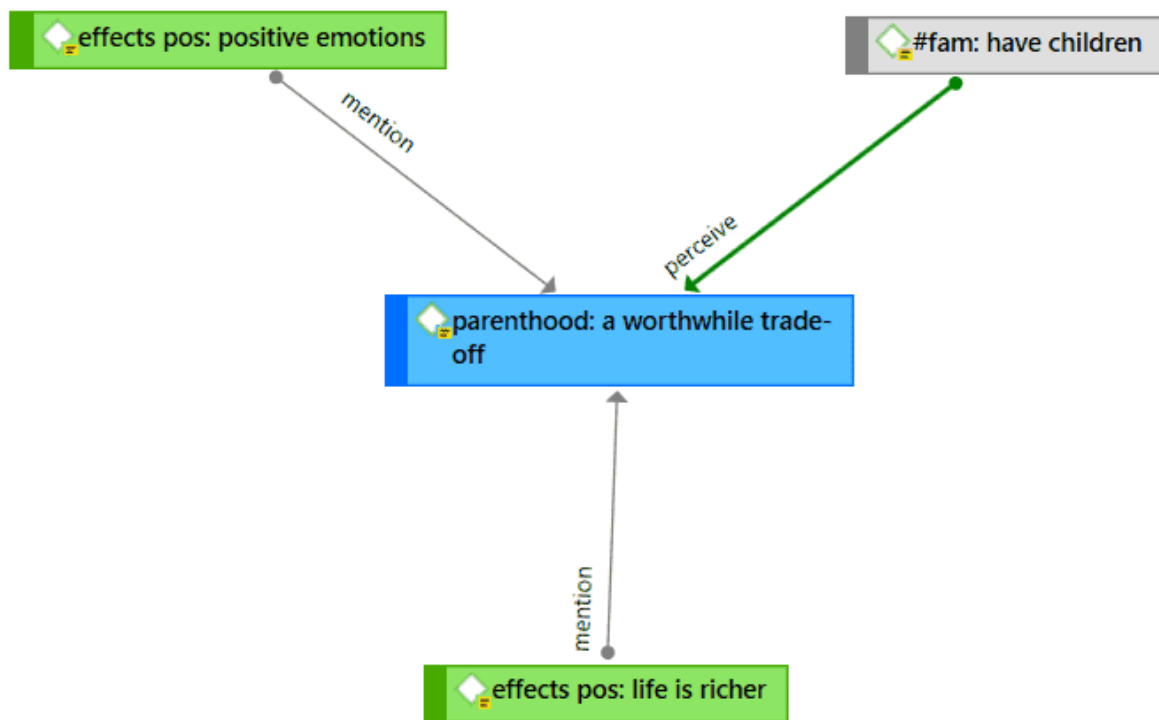 effects pos: positive emotions
#fam: have children
mention
perceive
parenthood: a worthwhile trade-
off
mention
effects pos: life is richer